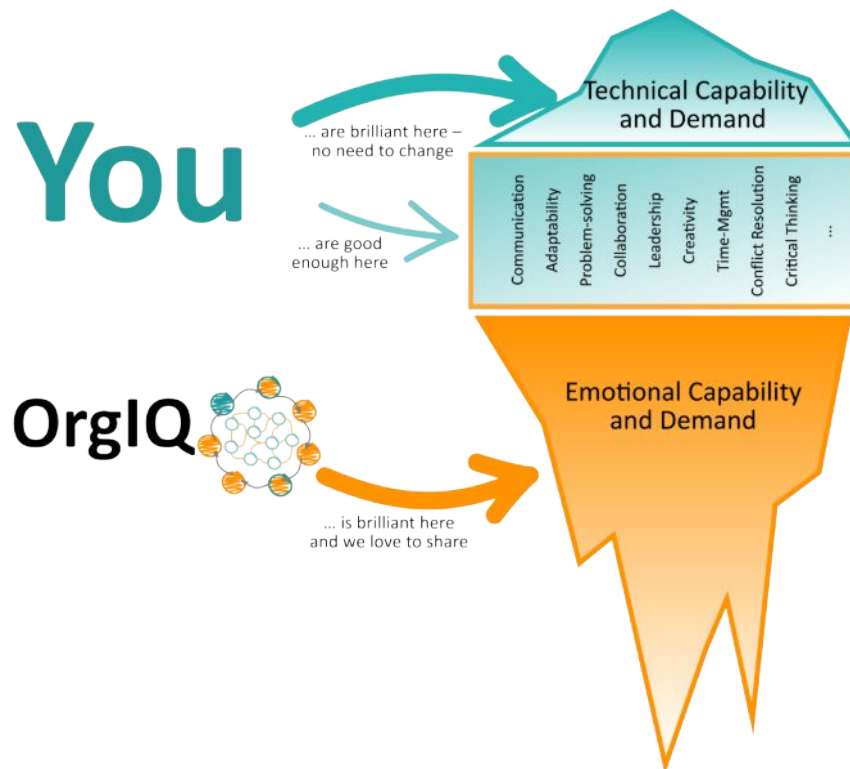 Technical Capability
and Demand
You
... are brilliant here –
no need to change
Communication
Adaptability
Problem-solving
Collaboration
Leadership
Creativity
Time-Mgmt
Conflict Resolution
Critical Thinking
...
... are good
enough here
Emotional Capability
and Demand
OrgIQ
... is brilliant here
and we love to share